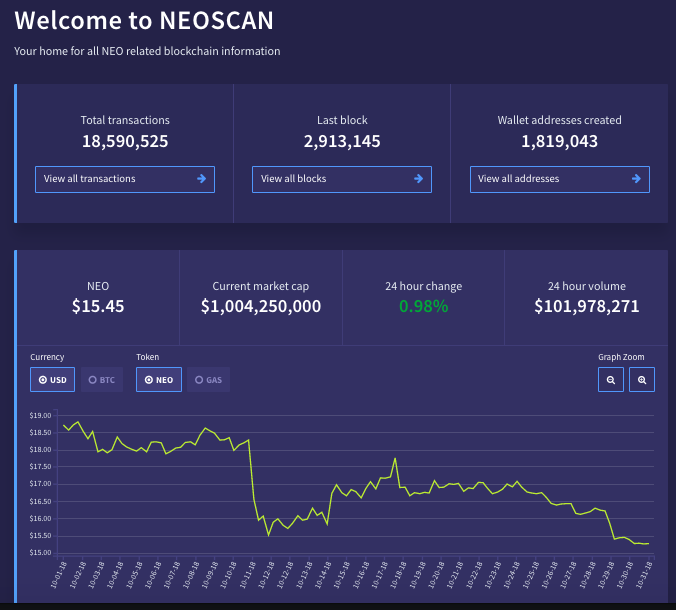 Welcome to NEOSCAN
Your home for all NEO related blockchain information
Total transactions
18,590,525
View all transactions
Last block
2,913,145
View all blocks
Wallet addresses created
1,819,043
View all addresses
NEO
$15.45
Current market cap
$1,004,250,000
24 hour change
0.98%
24 hour volume
$101,978,271
Currency
USD BTC
Token
NEO GAS
Graph Zoom
$19.00
$18.50
$18.00
$17.50
$17.00
$16.50
$16.00
$15.50
$15.00
10-01-18 10-02-18 10-03-18 10-04-18 10-05-18 10-06-18 10-07-18 10-08-18 10-09-18 10-10-18 10-12-18 10-12-18 10-13-18 10-14-18 10-15-18 10-16-18 10-17-18 10-18-18 10-19-18 10-20-18 10-21-18 10-22-18 10-23-18 10-24-18 10-25-18 10-26-18 10-27-18 10-28-18 10-29-18 10-30-18 10-31-18